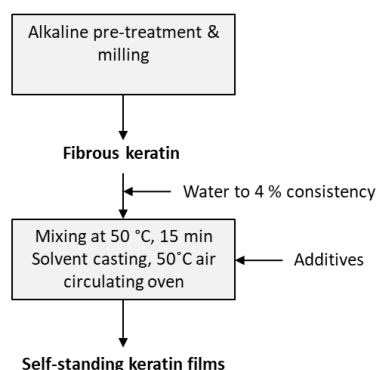 Alkaline pre-treatment &
milling
Fibrous keratin
Water to 4 % consistency
Mixing at 50 °C, 15 min
Solvent casting, 50˚C air
circulating oven
Additives
Self-standing keratin films